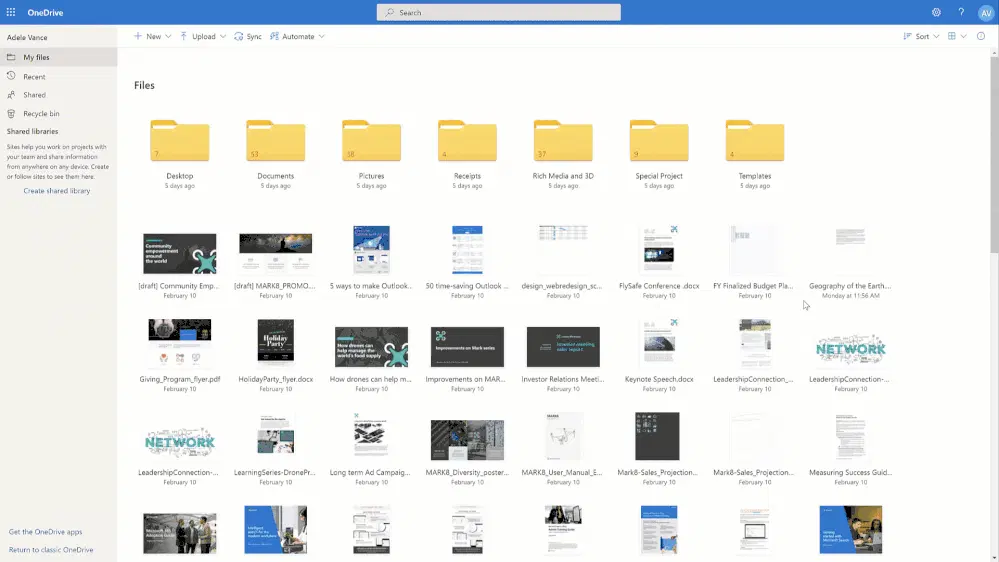 OneDrive
Search
?
AV
Adele Vance
My files
Recent
Shared
Recycle bin
Shared libraries
Sites help you work on projects with
your team and share information
from anywhere on any device. Create
or follow sites to see them here.
Create shared library
Get the OneDrive apps
Return to classic OneDrive
New Upload Sync Automate Sort
Files
7 53 58 4 37 9 4
Desktop Documents Pictures Receipts Rich Media and 3D Special Project Templates
5 days ago 5 days ago 5 days ago 5 days ago 5 days ago 5 days ago 5 days ago
Community
empowerment
around
the world
[draft] Community Emp... [draft] MARK8_PROMO... 5 ways to make Outlook... 50 time-saving Outlook ... design_webredesign_sc... FlySafe Conference .docx FY Finalized Budget Pla... Geography of the Earth....
February 10 February 10 February 10 February 10 February 10 February 10 February 10 Monday at 11:56 AM
Holiday
Party
How drones can
help manage the
world's food supply
Improvements on Mark series
Investor Relations
NETWORK
Giving_Program_flyer.pdf HolidayParty_flyer.docx How drones can help m... Improvements on MAR... Investor Relations Meeti... Keynote Speech.docx LeadershipConnection_... LeadershipConnection-...
February 10 February 10 February 10 February 10 February 10 February 10 February 10 February 10
NETWORK
LeadershipConnection-... LearningSeries-DronePr... Long term Ad Campaig... MARK8_Diversity_poster... MARK8_User_Manual_E... Mark8-Sales_Projection... Mark8-Sales_Projection... Measuring Success Guid...
February 10 February 10 February 10 February 10 February 10 February 10 February 10 February 10